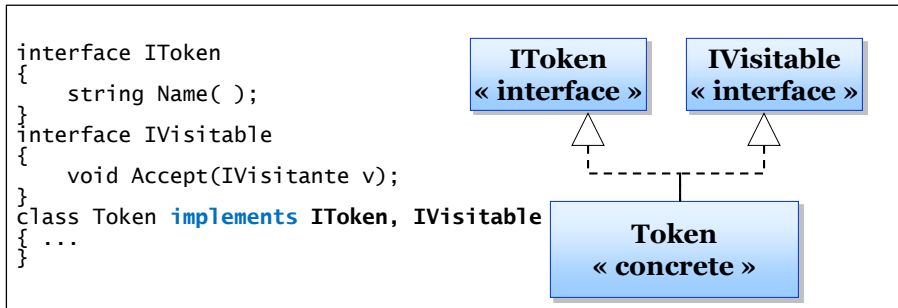 interface IToken
{
    string Name( );
}
interface IVisitable
{
    void Accept(IVisitante v);
}
class Token implements IToken, IVisitable
{ ...
}
IToken
« interface »
IVisitable
« interface »
Token
« concrete »